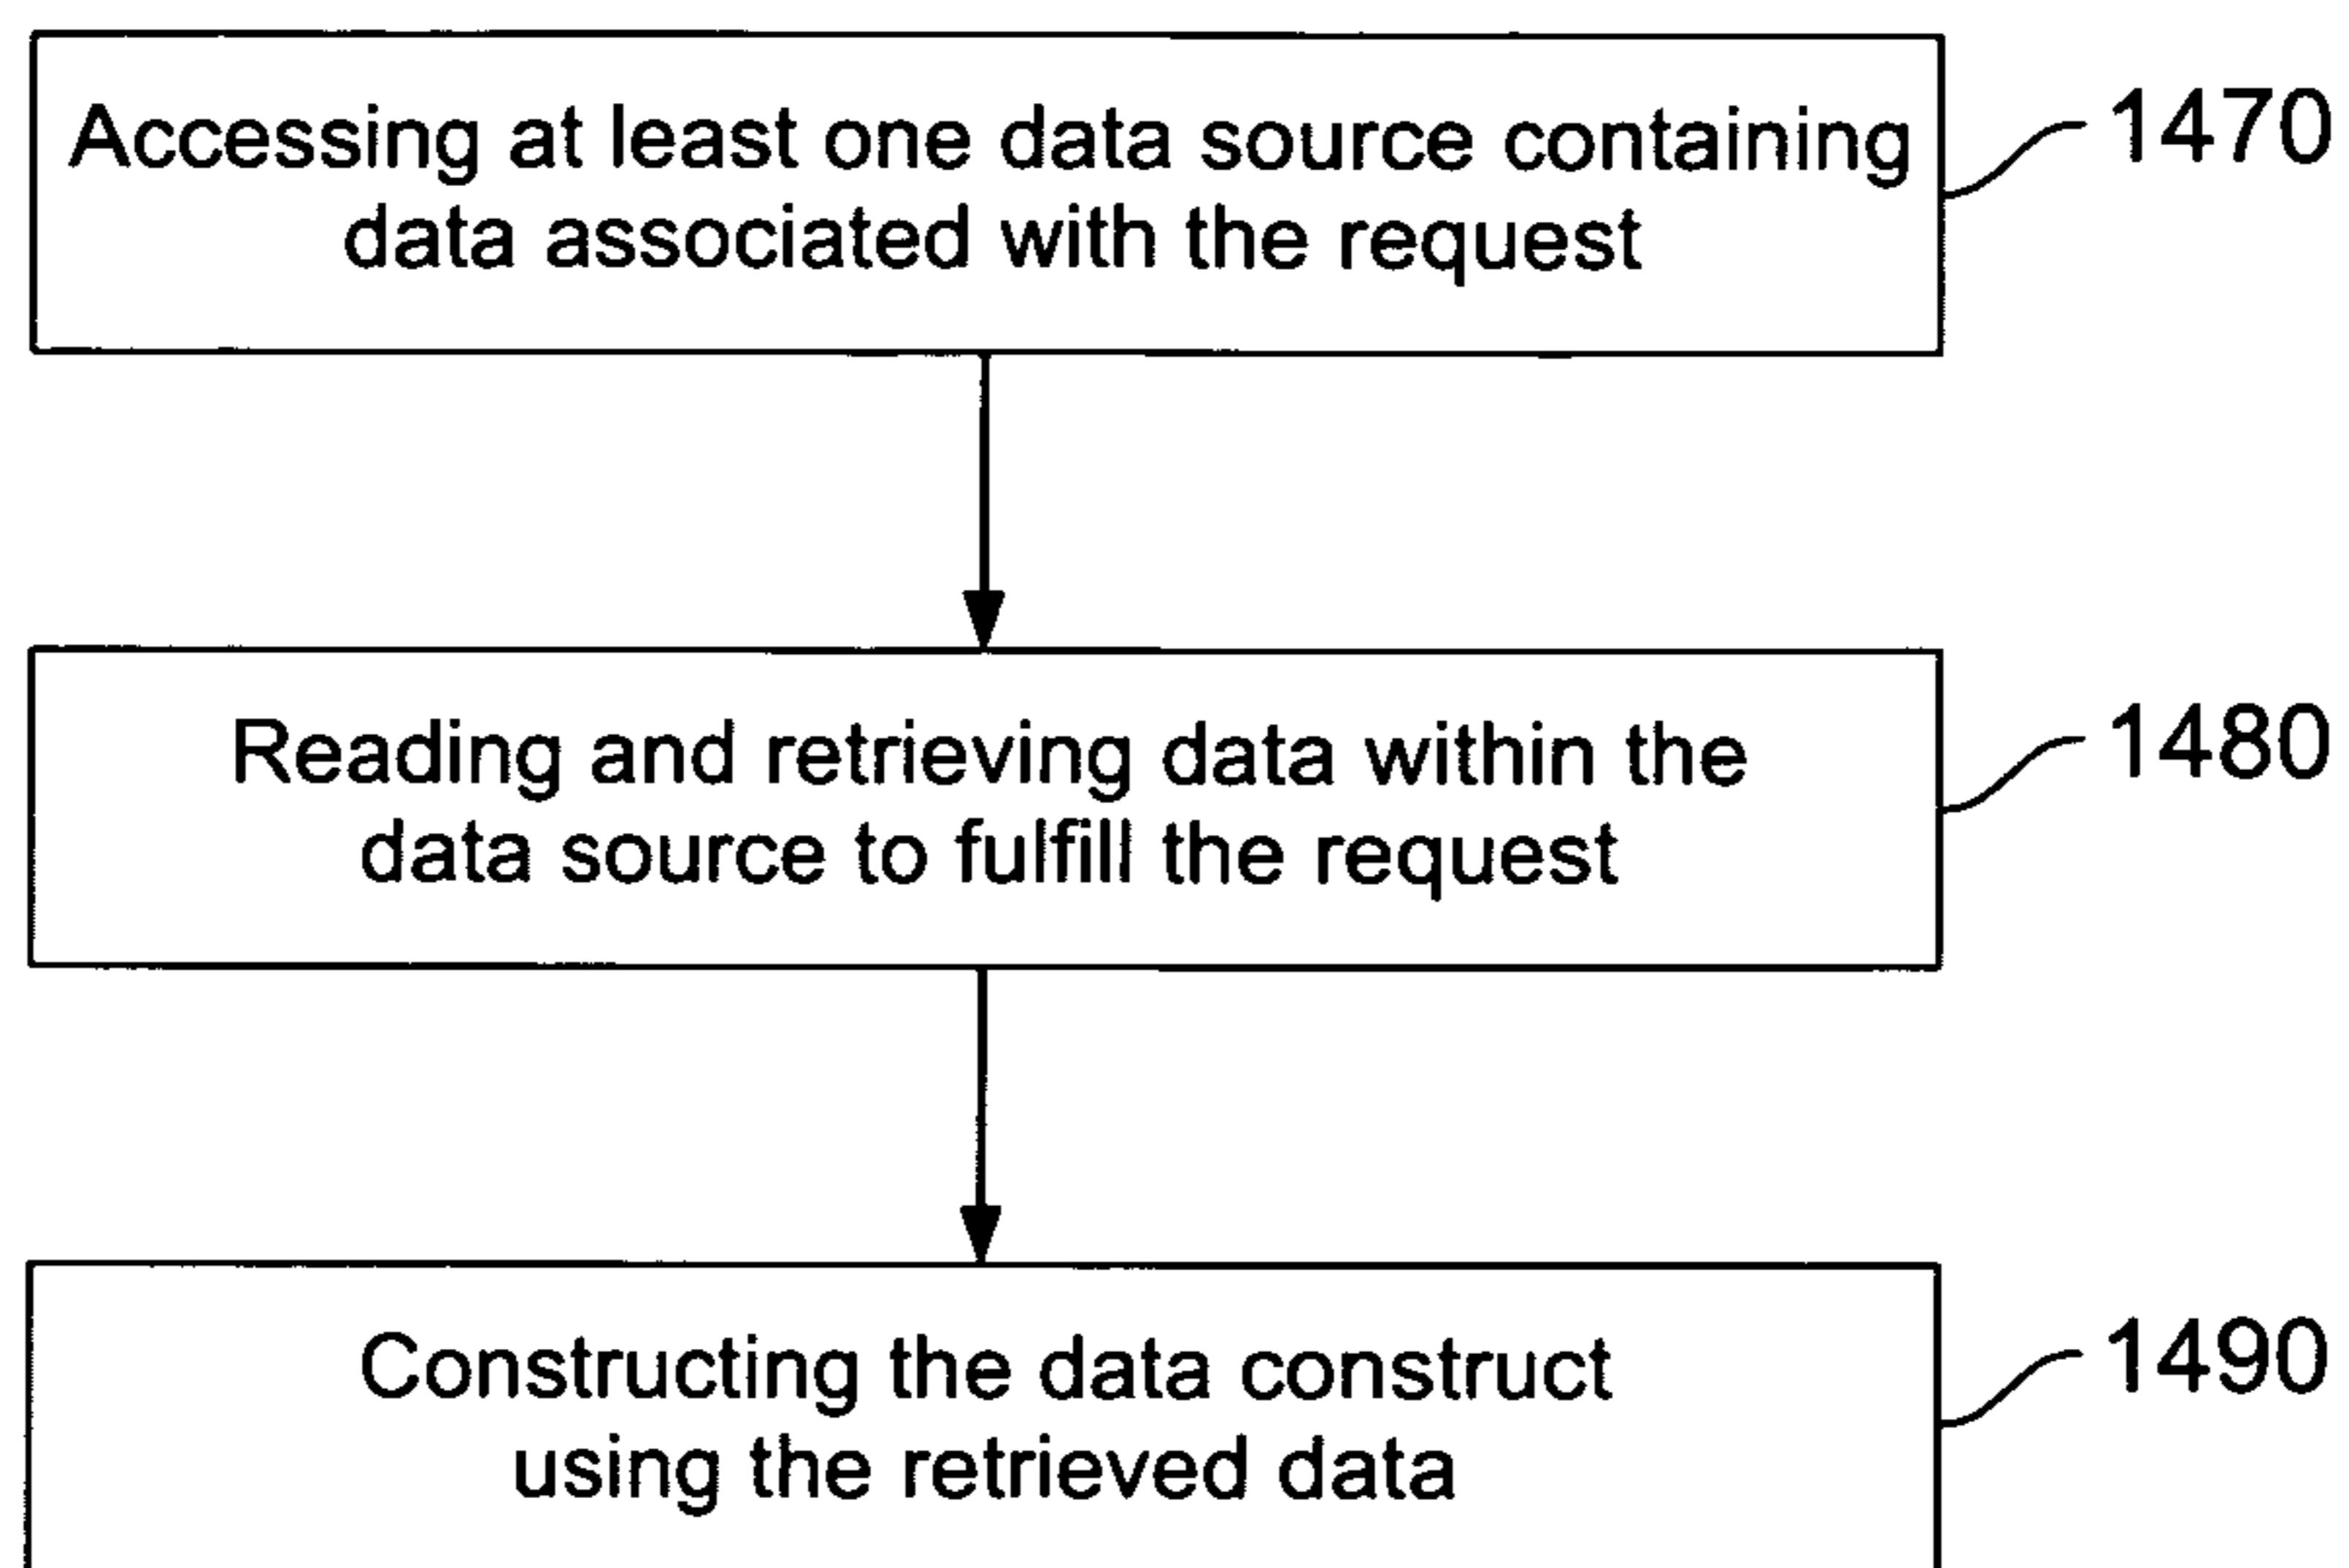 Accessing at least one data source containing
data associated with the request
1470
Reading and retrieving data within the
data source to fulfill the request
1480
Constructing the data construct
using the retrieved data
1490